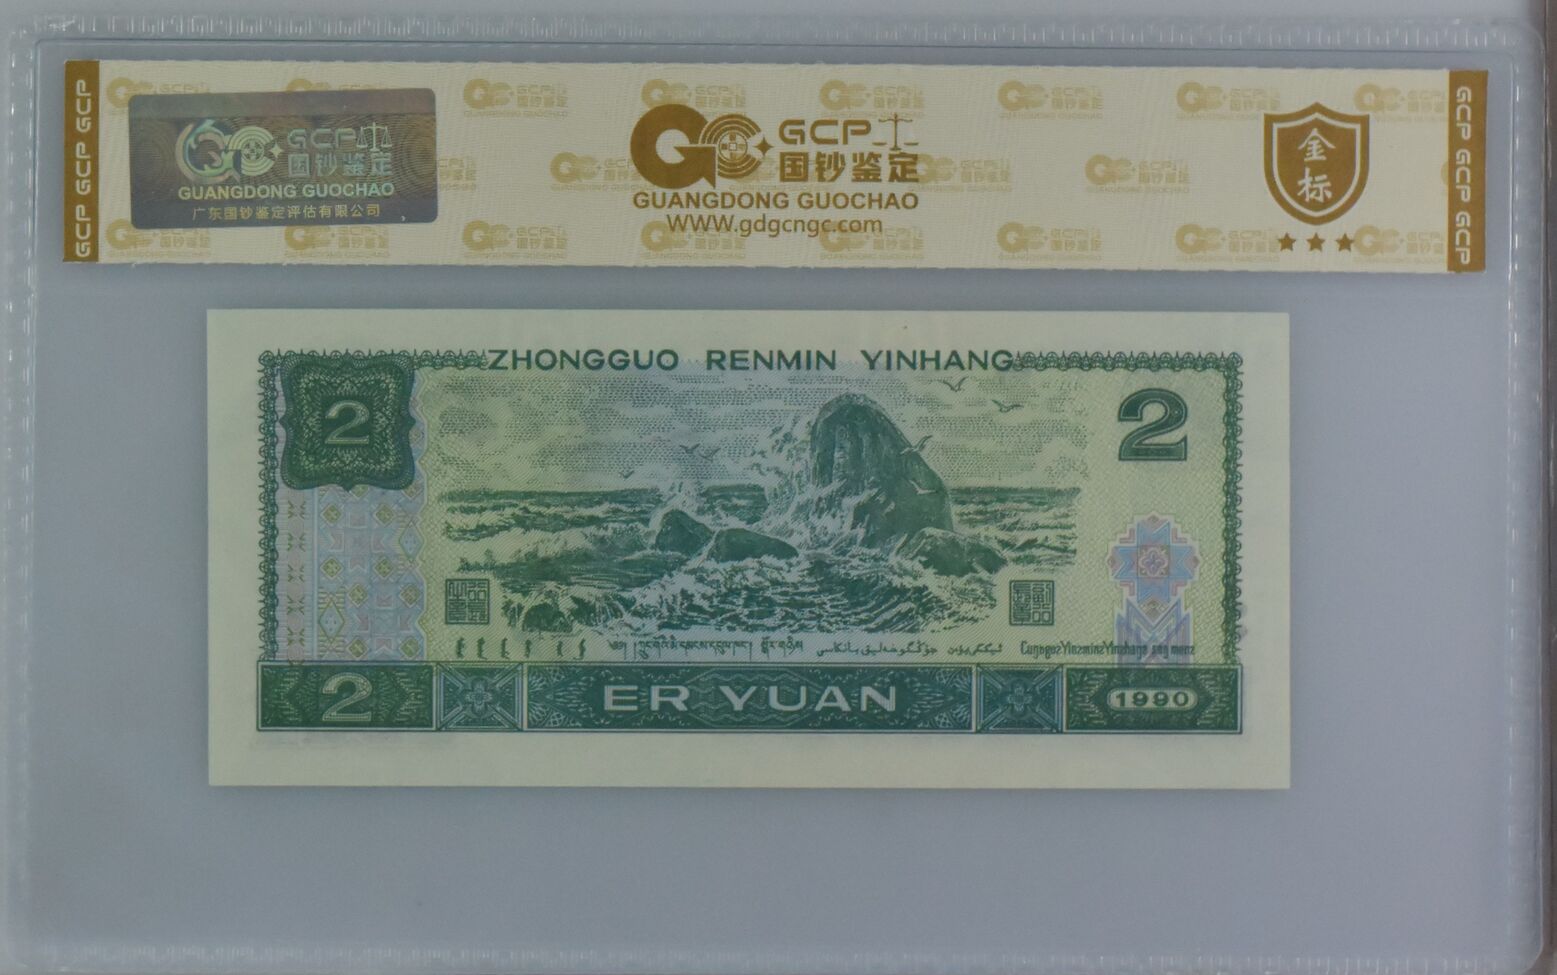 GCP GCP GCP
GCP
国钞鉴定
GUANGDONG GUOCHAO
广东国钞鉴定评估有限公司
GCP
国钞鉴定
GUANGDONG GUOCHAO
WWW.gdgcngc.com
金
标
GCP GCP GCP
ZHONGGUO RENMIN YINHANG
2
2
2
ER YUAN
1990